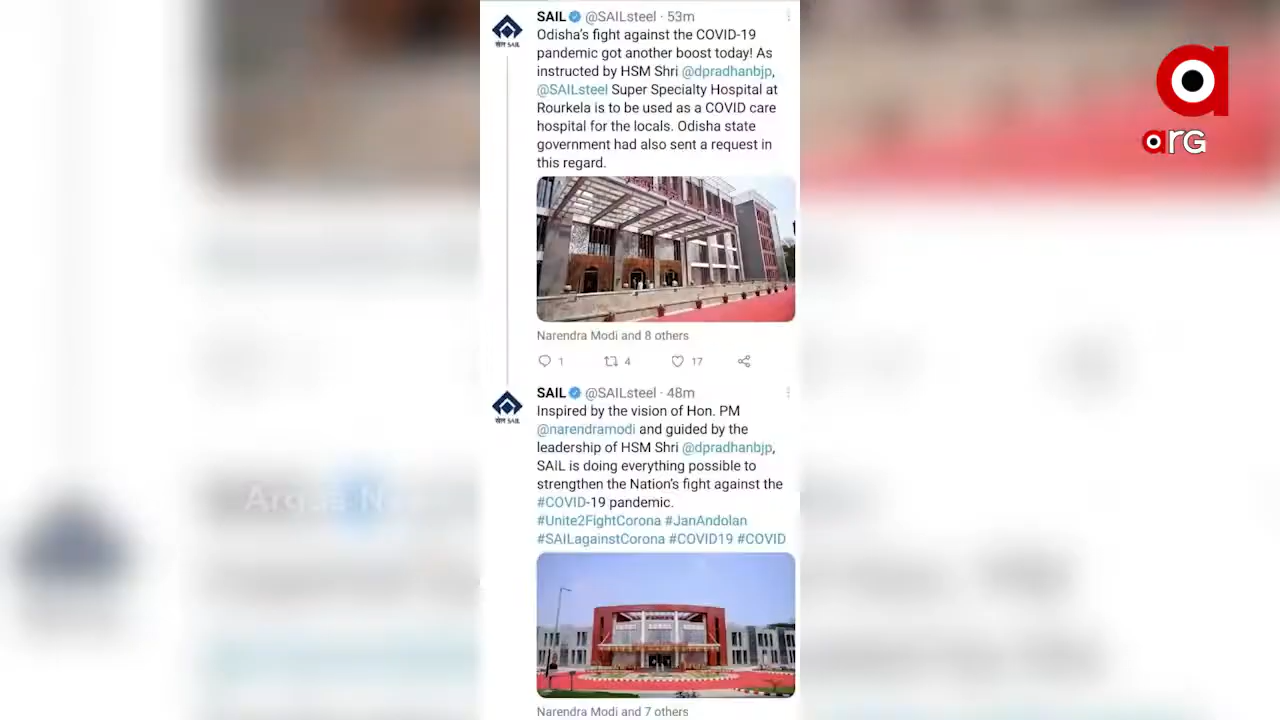 SAIL @SAILsteel · 53m
Odisha's fight against the COVID-19
pandemic got another boost today! As
instructed by HSM Shri @dpradhanbjp,
@SAILsteel Super Specialty Hospital at
Rourkela is to be used as a COVID care
hospital for the locals. Odisha state
government had also sent a request in
this regard.
Narendra Modi and 8 others
1 4 17
SAIL @SAILsteel · 48m
Inspired by the vision of Hon. PM
@narendramodi and guided by the
leadership of HSM Shri @dpradhanbjp,
SAIL is doing everything possible to
strengthen the Nation's fight against the
#COVID-19 pandemic.
#Unite2FightCorona #JanAndolan
#SAILagainstCorona #COVID19 #COVID
Narendra Modi and 7 others
सेल SAIL
सेल SAIL
a
arG